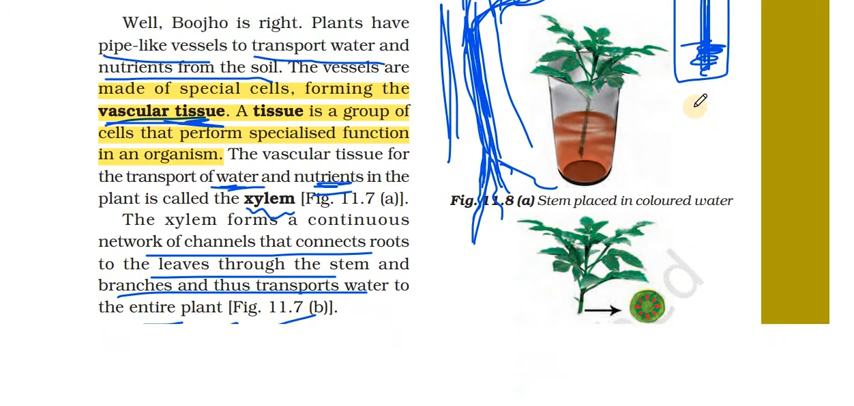 Well, Boojho is right. Plants have
pipe-like vessels to transport water and
nutrients from the soil. The vessels are
made of special cells, forming the
vascular tissue. A tissue is a group of
cells that perform specialised function
in an organism. The vascular tissue for
the transport of water and nutrients in the
plant is called the xylem [Fig. 11.7 (a)].
The xylem forms a continuous
network of channels that connects roots
to the leaves through the stem and
branches and thus transports water to
the entire plant [Fig. 11.7 (b)].
Fig. 11.8 (a) Stem placed in coloured water